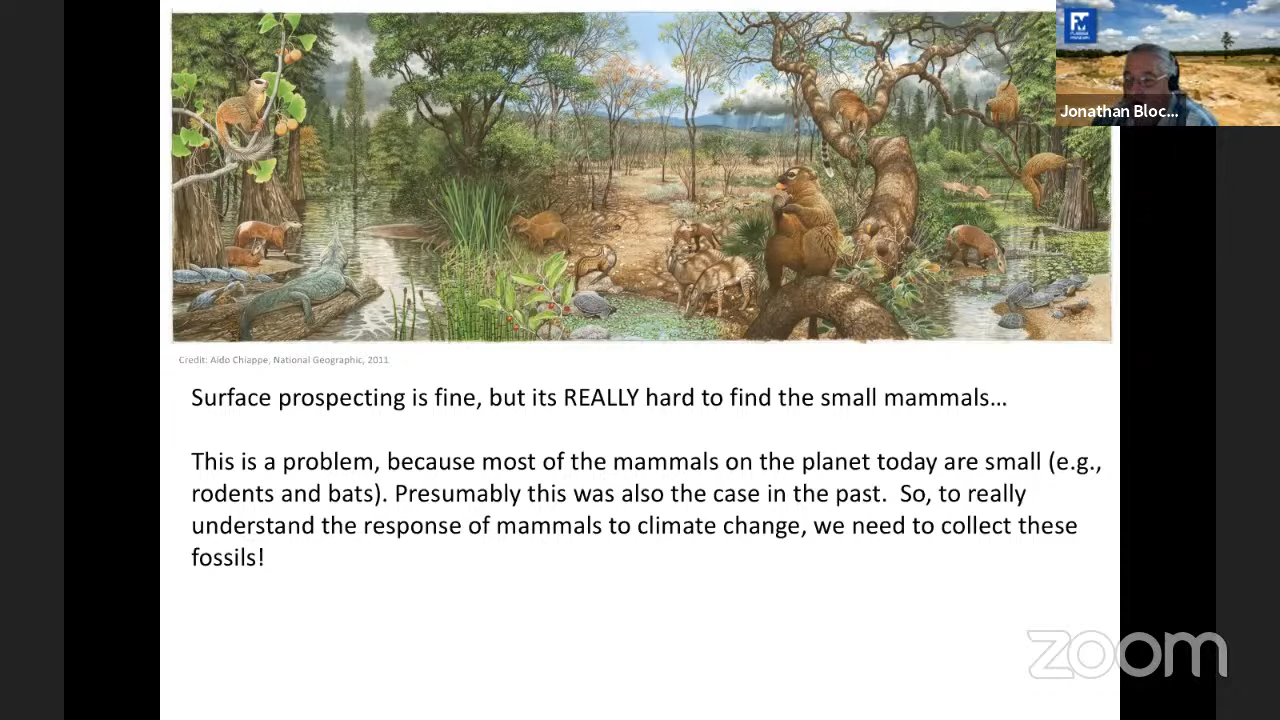 Jonathan Bloc...
Credit: Aldo Chiappe, National Geographic, 2011
Surface prospecting is fine, but its REALLY hard to find the small mammals…
This is a problem, because most of the mammals on the planet today are small (e.g.,
rodents and bats). Presumably this was also the case in the past.  So, to really
understand the response of mammals to climate change, we need to collect these
fossils!
zoom